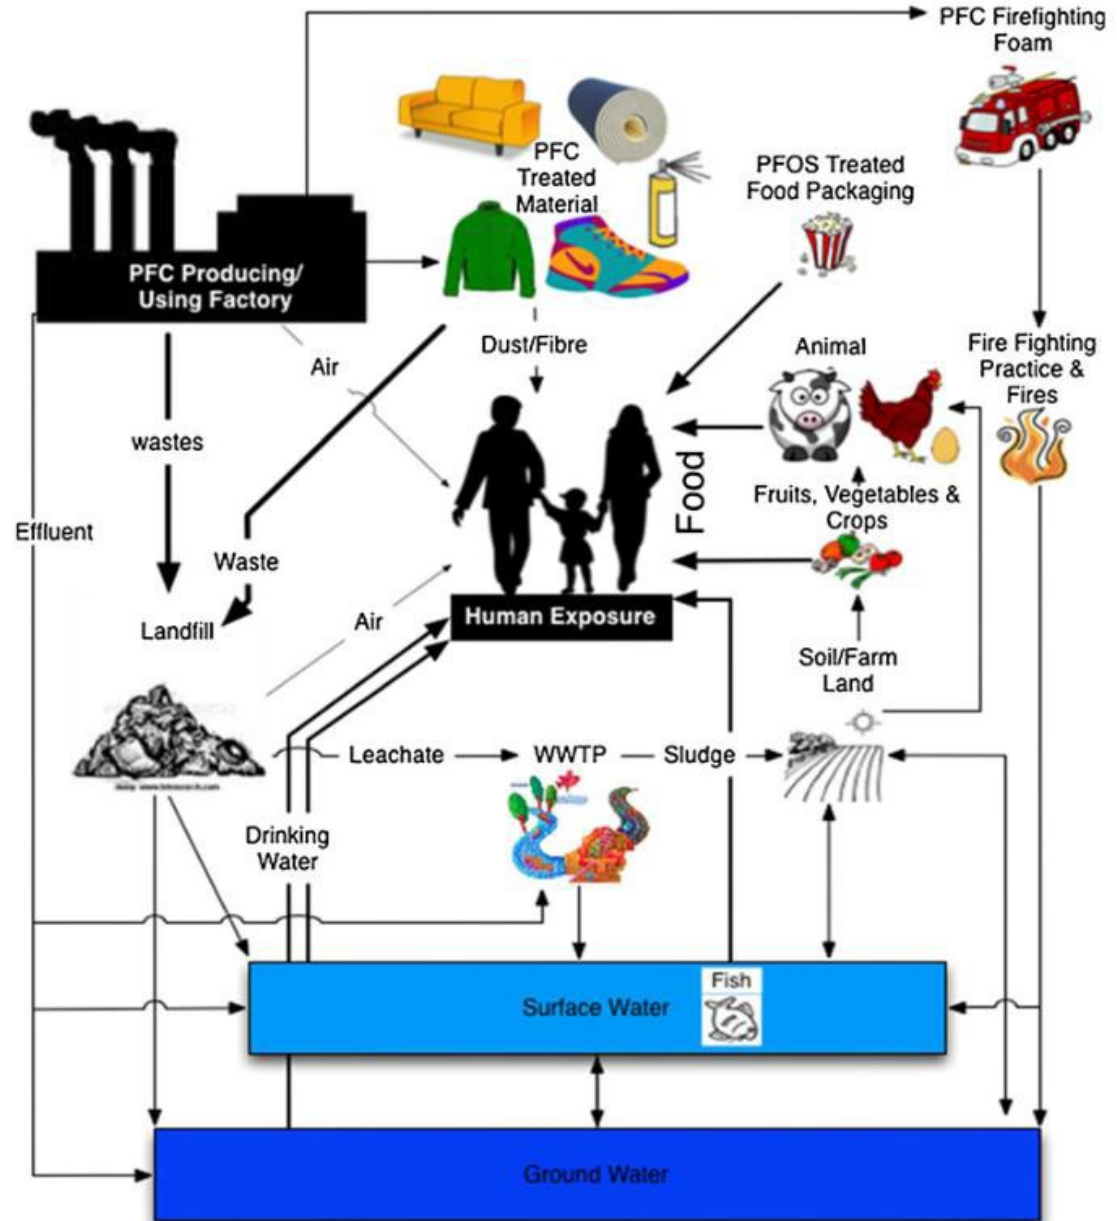 PFC Firefighting
Foam
PFC
Treated
Material
PFOS Treated
Food Packaging
PFC Producing/
Using Factory
Air
Dust/Fibre
Animal
Fire Fighting
Practice &
Fires
wastes
Food
Fruits, Vegetables &
Crops
Effluent
Waste
Landfill
Air
Human Exposure
Soil/Farm
Land
Leachate
WWTP
Sludge
Drinking
Water
Fish
Surface Water
Ground Water